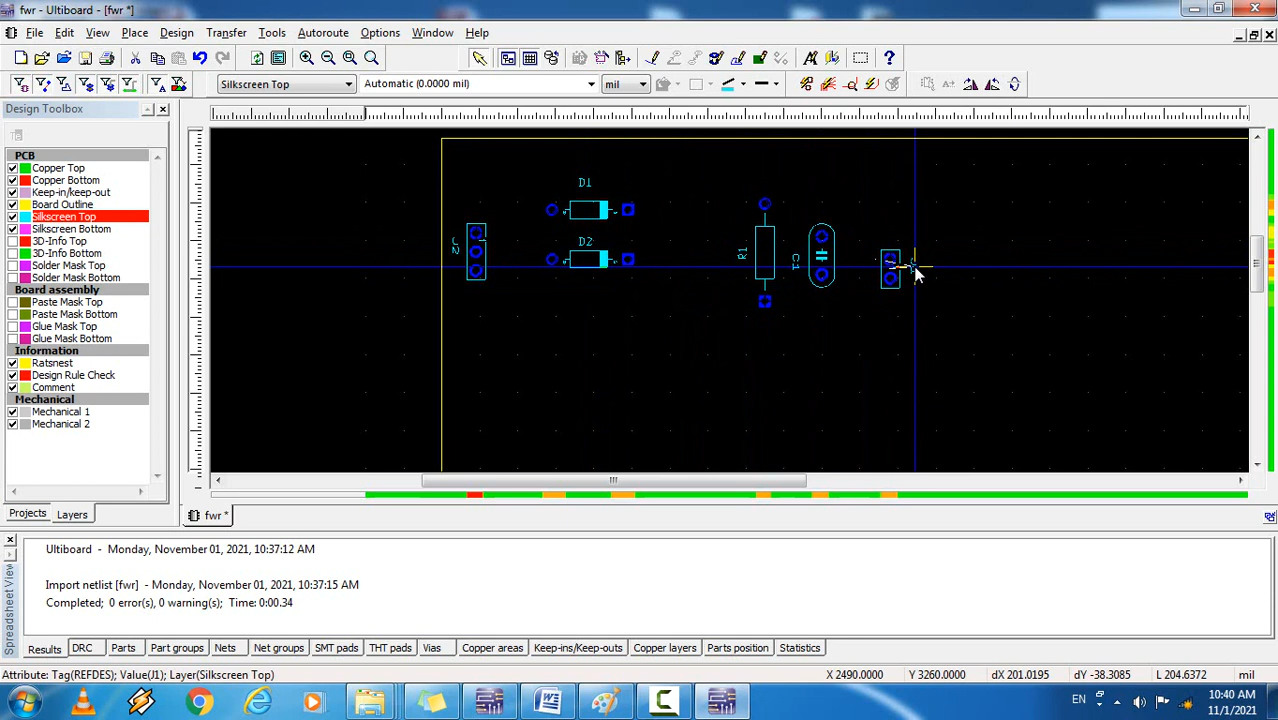 fwr - Ultiboard - [fwr *]
File Edit View Place Design Transfer Tools Autoroute Options Window Help
Silkscreen Top Automatic (0.0000 mil) mil
Design Toolbox
PCB
Copper Top
Copper Bottom
Keep-in/keep-out
Board Outline
Silkscreen Top
Silkscreen Bottom
3D-Info Top
3D-Info Bottom
Solder Mask Top
Solder Mask Bottom
Board assembly
Paste Mask Top
Paste Mask Bottom
Glue Mask Top
Glue Mask Bottom
Information
Ratsnest
Design Rule Check
Comment
Mechanical
Mechanical 1
Mechanical 2
Projects Layers
D1
D2
J2
R1
C1
fwr *
Ultiboard - Monday, November 01, 2021, 10:37:12 AM
Import netlist [fwr] - Monday, November 01, 2021, 10:37:15 AM
Completed; 0 error(s), 0 warning(s); Time: 0:00.34
Spreadsheet View
Results DRC Parts Part groups Nets Net groups SMT pads THT pads Vias Copper areas Keep-ins/Keep-outs Copper layers Parts position Statistics
Attribute: Tag(REFDES); Value(J1); Layer(Silkscreen Top) X 2490.0000 Y 3260.0000 dX 201.0195 dY -38.3085 L 204.6372 mil
EN 10:40 AM
11/1/2021